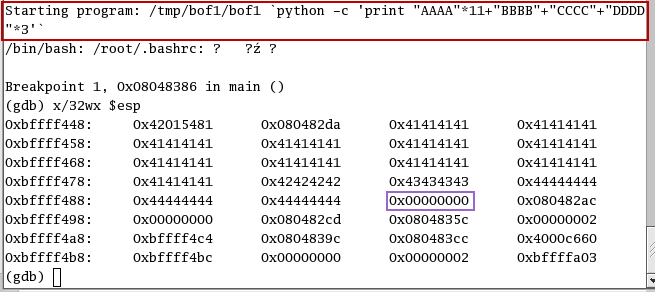 Starting program: /tmp/bof1/bof1 `python -c 'print "AAAA"*11+"BBBB"+"CCCC"+"DDDD
"*3'`
/bin/bash: /root/.bashrc: ?   ?ź ?
Breakpoint 1, 0x08048386 in main ()
(gdb) x/32wx $esp
0xbffff448: 0x42015481 0x080482da 0x41414141 0x41414141
0xbffff458: 0x41414141 0x41414141 0x41414141 0x41414141
0xbffff468: 0x41414141 0x41414141 0x41414141 0x41414141
0xbffff478: 0x41414141 0x42424242 0x43434343 0x44444444
0xbffff488: 0x44444444 0x44444444 0x00000000 0x080482ac
0xbffff498: 0x00000000 0x080482cd 0x0804835c 0x00000002
0xbffff4a8: 0xbffff4c4 0x0804839c 0x080483cc 0x4000c660
0xbffff4b8: 0xbffff4bc 0x00000000 0x00000002 0xbffffa03
(gdb)